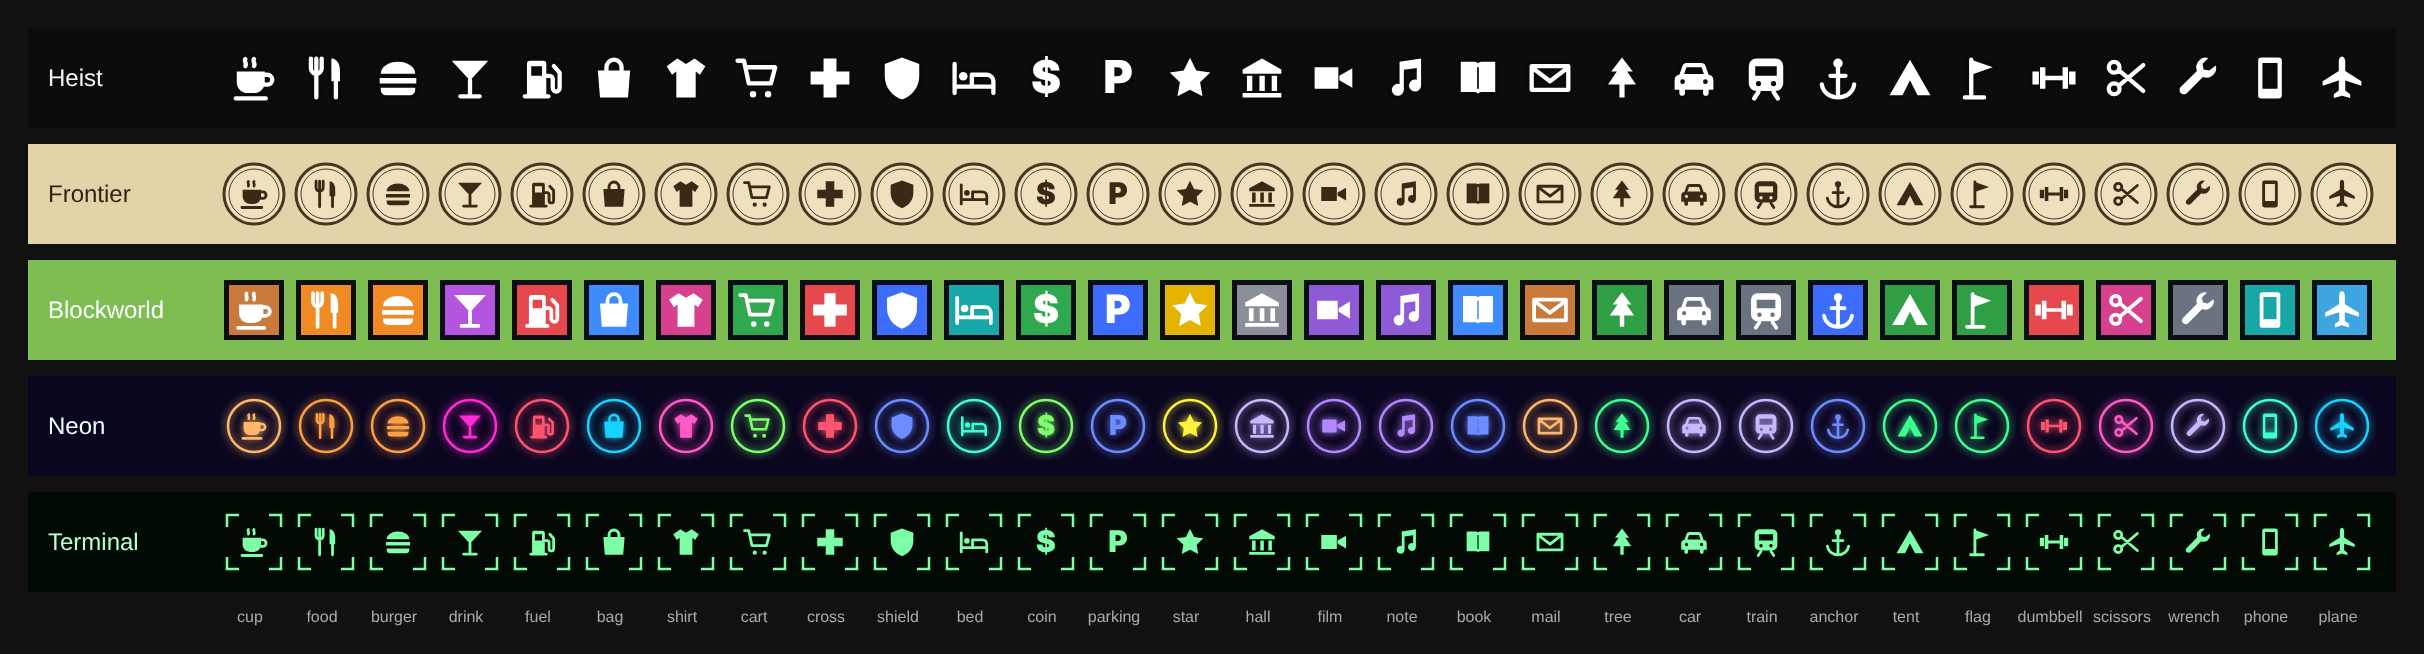 Heist
Frontier
Blockworld
Neon
Terminal
cup food burger drink fuel bag shirt cart cross shield bed coin parking star hall film note book mail tree car train anchor tent flag dumbbell scissors wrench phone plane